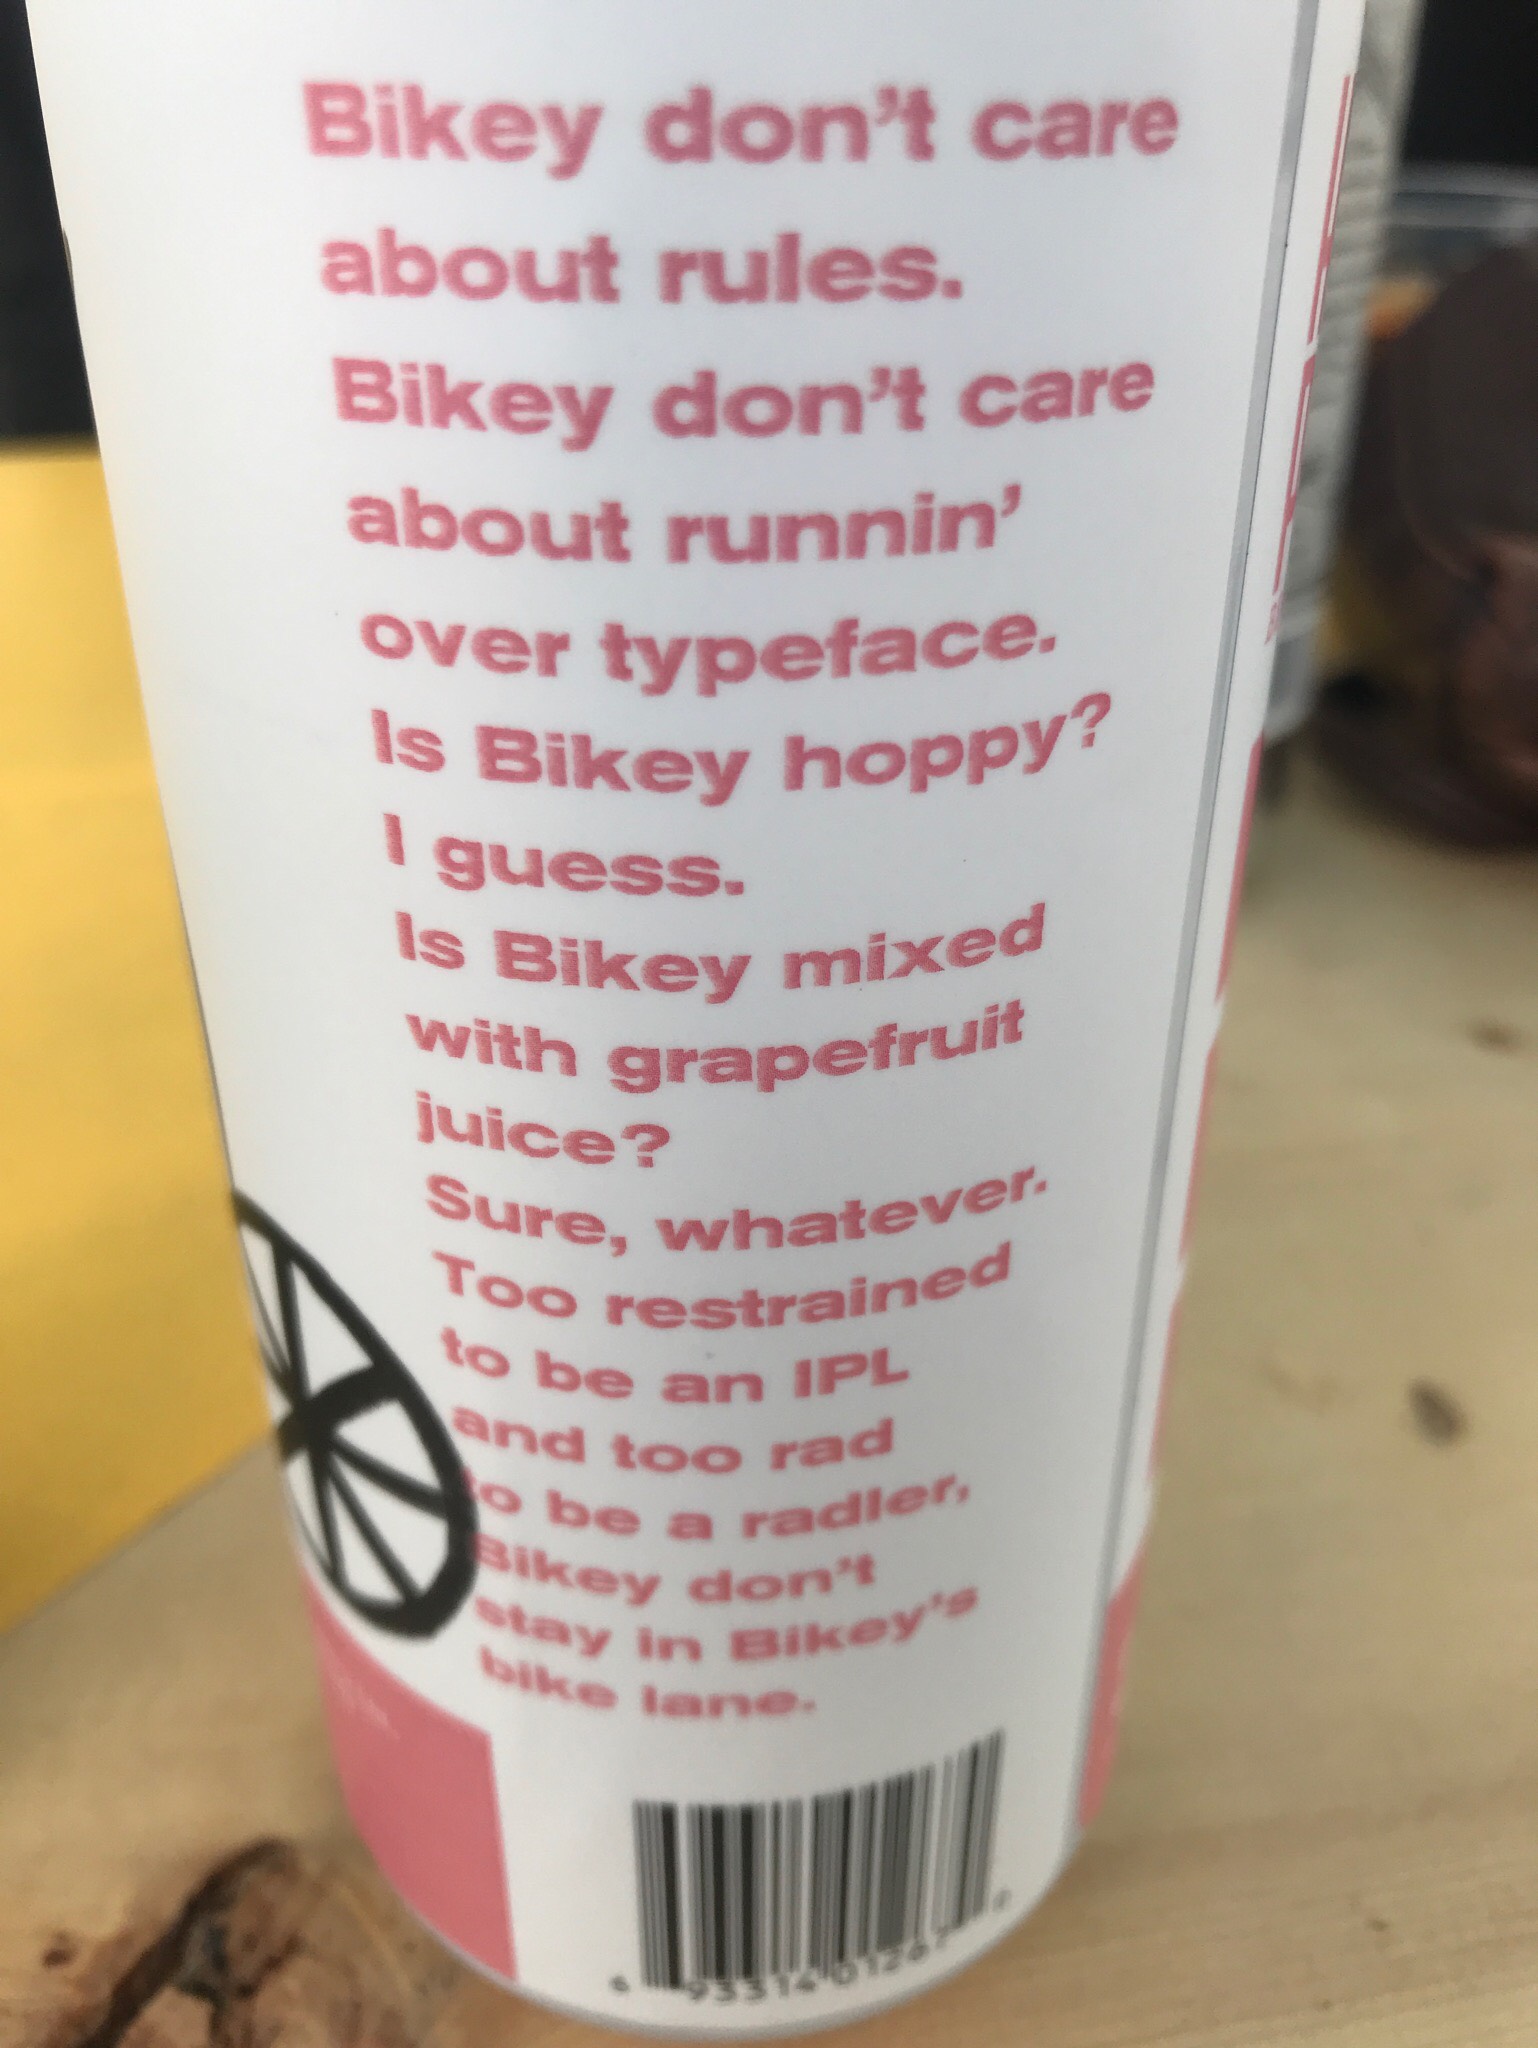 Bikey don't care
about rules.
Bikey don't care
about runnin'
over typeface.
Is Bikey hoppy?
I guess.
Is Bikey mixed
with grapefruit
juice?
Sure, whatever.
Too restrained
to be an IPL
and too rad
to be a radler,
Bikey don't
stay in Bikey's
bike lane.